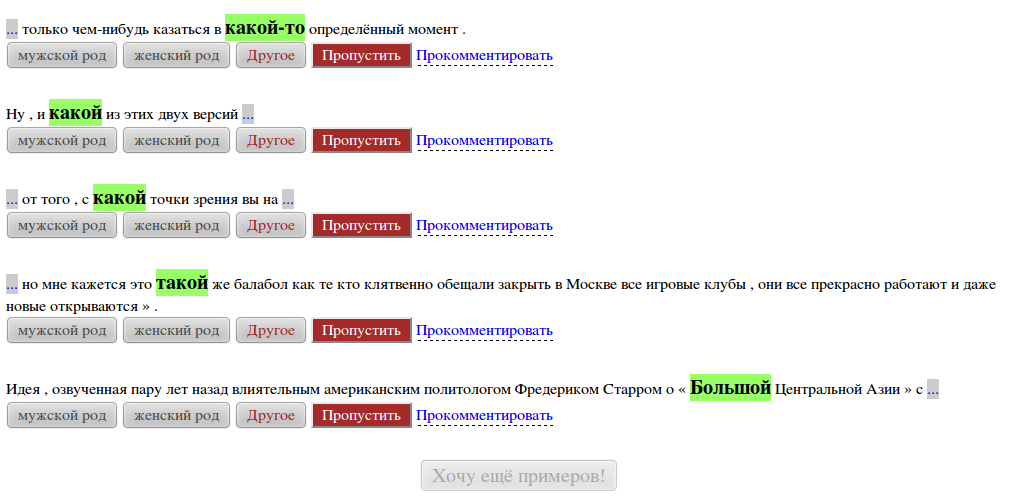 ... только чем-нибудь казаться в какой-то определённый момент .
мужской род женский род Другое Пропустить Прокомментировать
Ну , и какой из этих двух версий ...
мужской род женский род Другое Пропустить Прокомментировать
... от того , с какой точки зрения вы на ...
мужской род женский род Другое Пропустить Прокомментировать
... но мне кажется это такой же балабол как те кто клятвенно обещали закрыть в Москве все игровые клубы , они все прекрасно работают и даже
новые открываются » .
мужской род женский род Другое Пропустить Прокомментировать
Идея , озвученная пару лет назад влиятельным американским политологом Фредериком Старром о « Большой Центральной Азии » с ...
мужской род женский род Другое Пропустить Прокомментировать
Хочу ещё примеров!